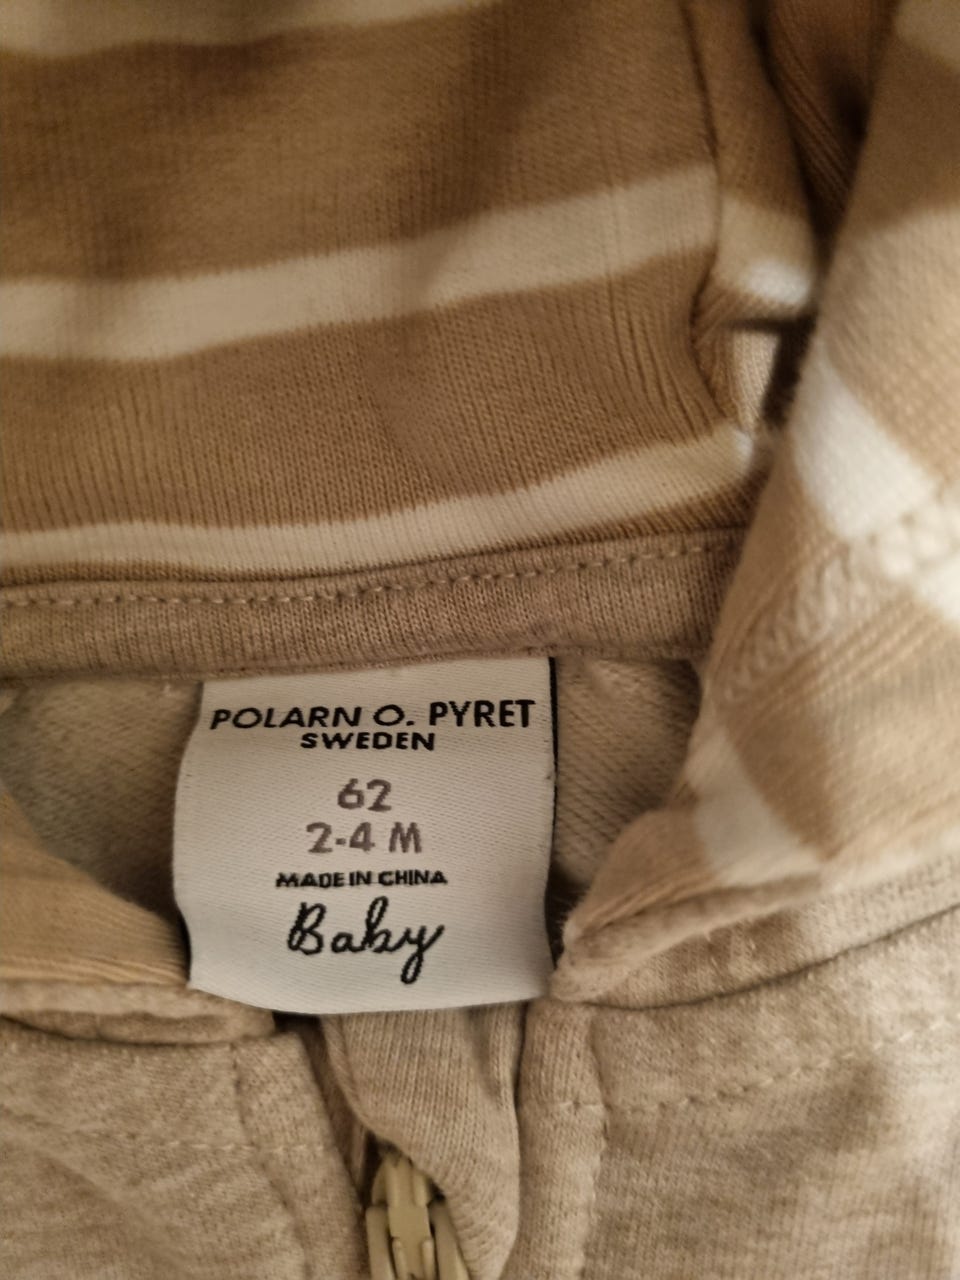 POLARN O. PYRET
SWEDEN
62
2-4 M
MADE IN CHINA
Baby